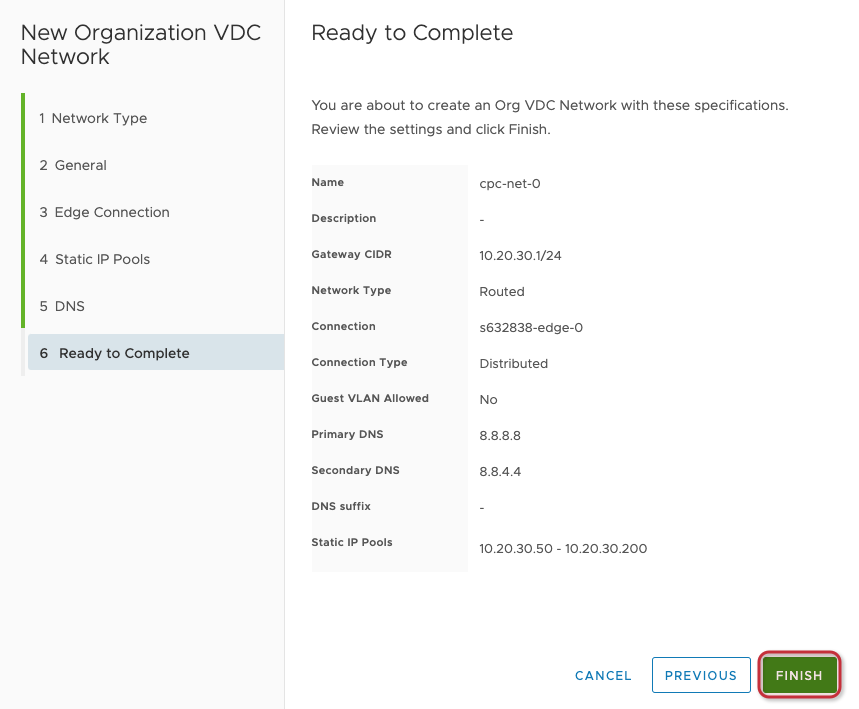 New Organization VDC
Network
1 Network Type
2 General
3 Edge Connection
4 Static IP Pools
5 DNS
6 Ready to Complete
Ready to Complete
You are about to create an Org VDC Network with these specifications.
Review the settings and click Finish.
Name cpc-net-0
Description -
Gateway CIDR 10.20.30.1/24
Network Type Routed
Connection s632838-edge-0
Connection Type Distributed
Guest VLAN Allowed No
Primary DNS 8.8.8.8
Secondary DNS 8.8.4.4
DNS suffix -
Static IP Pools 10.20.30.50 - 10.20.30.200
CANCEL PREVIOUS FINISH